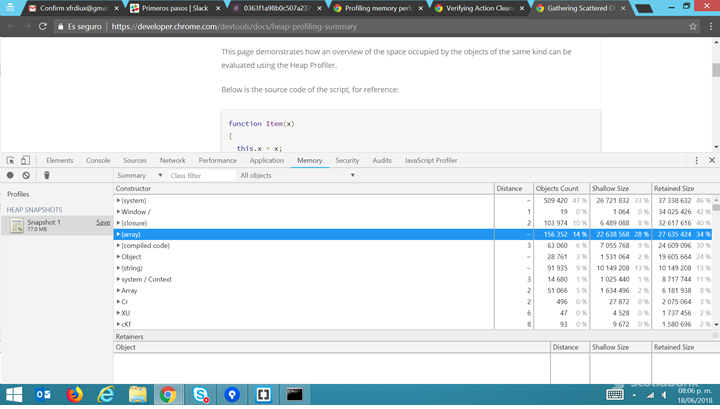 Confirm xfrdiux@gmai
Primeros pasos | Slack
0363f1a98b0c507a237
Profiling memory perf
Verifying Action Clean
Gathering Scattered O
Es seguro | https://developer.chrome.com/devtools/docs/heap-profiling-summary
This page demonstrates how an overview of the space occupied by the objects of the same kind can be
evaluated using the Heap Profiler.
Below is the source code of the script, for reference:
function Item(x)
{
this.x = x;
Elements Console Sources Network Performance Application Memory Security Audits JavaScript Profiler
Summary ▼ Class filter All objects ▼
Profiles
HEAP SNAPSHOTS
Snapshot 1 Save
77.0 MB
Constructor Distance Objects Count Shallow Size Retained Size
(system) – 509 420 47 % 26 721 832 33 % 37 338 632 46 %
Window / 1 19 0 % 1 064 0 % 34 025 426 42 %
(closure) 2 103 974 10 % 6 489 088 8 % 32 617 616 40 %
(array) – 156 352 14 % 22 638 568 28 % 27 635 424 34 %
(compiled code) 3 63 060 6 % 7 055 768 9 % 24 609 096 30 %
Object – 28 761 3 % 1 531 064 2 % 19 605 664 24 %
(string) – 91 935 9 % 10 149 208 13 % 10 149 208 13 %
system / Context 3 14 680 1 % 1 025 440 1 % 8 717 744 11 %
Array 2 51 066 5 % 1 634 496 2 % 6 181 938 8 %
Cr 2 496 0 % 27 872 0 % 2 075 064 3 %
XU 6 47 0 % 4 528 0 % 1 737 456 2 %
cKf 8 93 0 % 9 672 0 % 1 580 696 2 %
Retainers
Object Distance Shallow Size Retained Size
08:06 p. m.
18/06/2018